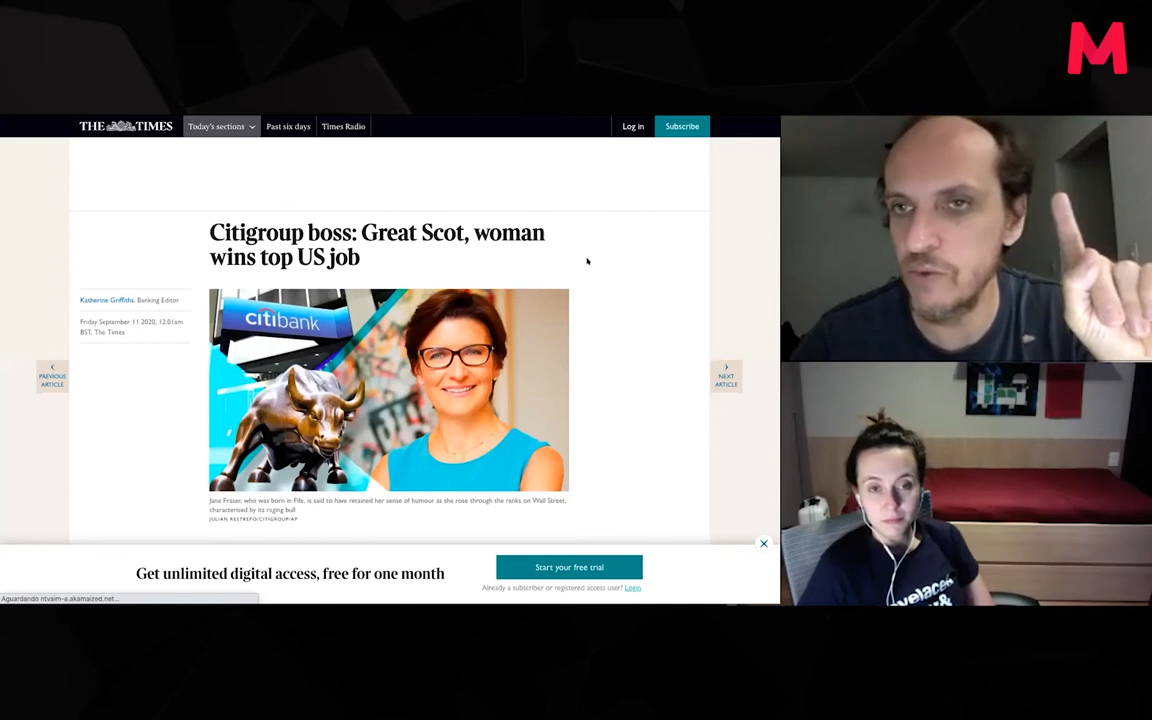 M
THE TIMES
Today's sections
Past six days
Times Radio
Log in
Subscribe
Citigroup boss: Great Scot, woman
wins top US job
Katherine Griffiths, Banking Editor
Friday September 11 2020, 12.01am
BST, The Times
citibank
PREVIOUS
ARTICLE
NEXT
ARTICLE
Jane Fraser, who was born in Fife, is said to have retained her sense of humour as she rose through the ranks on Wall Street,
characterised by its raging bull
JULIAN RESTREPO/CITIGROUP/AP
Get unlimited digital access, free for one month
Start your free trial
Already a subscriber or registered access user? Login
Aguardando ntvaim-a.akamaized.net...